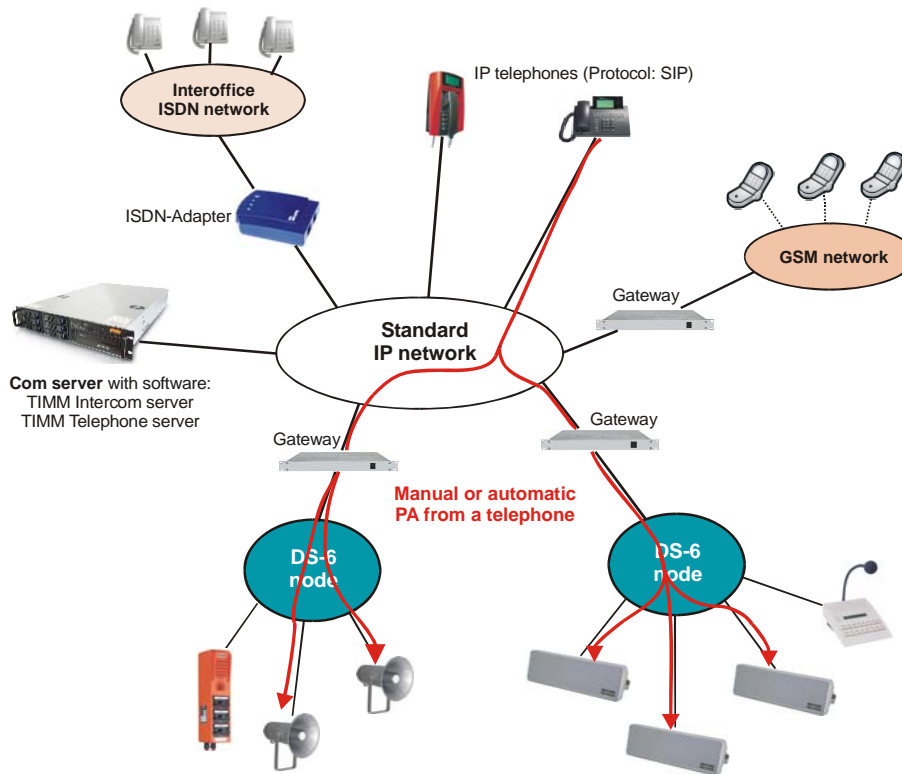 Interoffice
ISDN network
IP telephones (Protocol: SIP)
ISDN-Adapter
GSM network
Gateway
Standard
IP network
Com server with software:
TIMM Intercom server
TIMM Telephone server
Gateway
Gateway
Manual or automatic
PA from a telephone
DS-6
node
DS-6
node